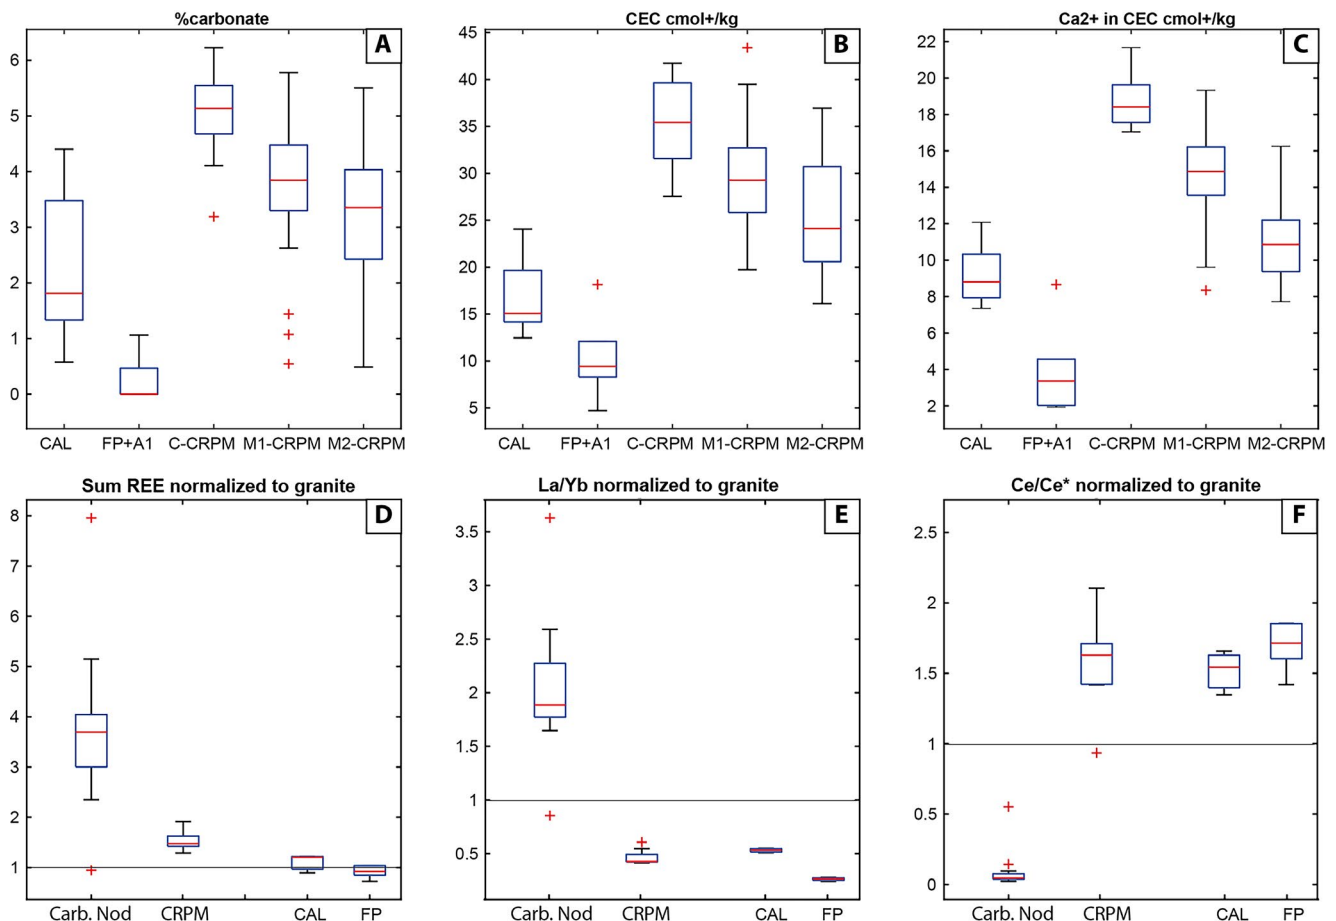 %carbonate
A
6
5
4
3
2
1
0
CAL FP+A1 C-CRPM M1-CRPM M2-CRPM
CEC cmol+/kg
B
45
40
35
30
25
20
15
10
5
CAL FP+A1 C-CRPM M1-CRPM M2-CRPM
Ca2+ in CEC cmol+/kg
C
22
20
18
16
14
12
10
8
6
4
2
CAL FP+A1 C-CRPM M1-CRPM M2-CRPM
Sum REE normalized to granite
D
8
7
6
5
4
3
2
1
Carb. Nod CRPM CAL FP
La/Yb normalized to granite
E
3.5
3
2.5
2
1.5
1
0.5
Carb. Nod CRPM CAL FP
Ce/Ce* normalized to granite
F
2.5
2
1.5
1
0.5
0
Carb. Nod CRPM CAL FP